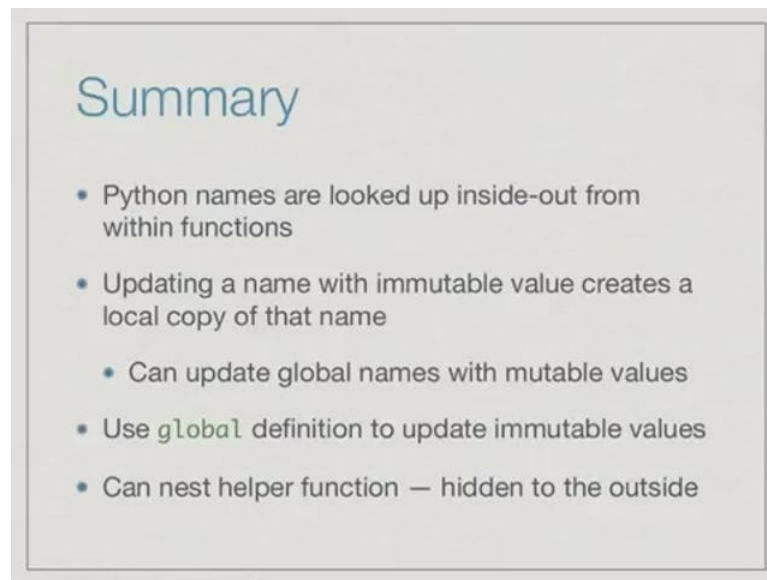 Summary
• Python names are looked up inside-out from
within functions
• Updating a name with immutable value creates a
local copy of that name
• Can update global names with mutable values
• Use global definition to update immutable values
• Can nest helper function — hidden to the outside